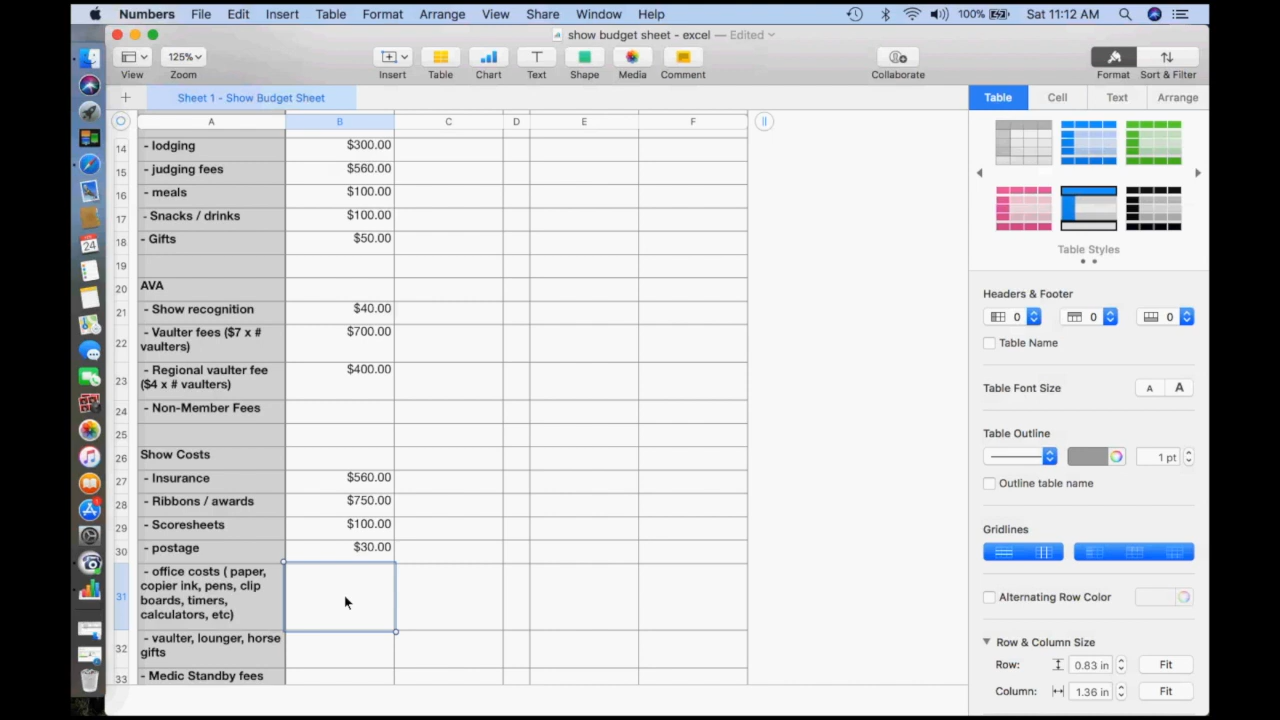 Numbers File Edit Insert Table Format Arrange View Share Window Help 100% Sat 11:12 AM
show budget sheet - excel — Edited
125%
View Zoom Insert Table Chart Text Shape Media Comment Collaborate Format Sort & Filter
Sheet 1 - Show Budget Sheet
Table Cell Text Arrange
A B C D E F
14 - lodging $300.00
15 - judging fees $560.00
16 - meals $100.00
17 - Snacks / drinks $100.00
18 - Gifts $50.00
19
20 AVA
21 - Show recognition $40.00
22 - Vaulter fees ($7 x #
vaulters) $700.00
23 - Regional vaulter fee
($4 x # vaulters) $400.00
24 - Non-Member Fees
25
26 Show Costs
27 - Insurance $560.00
28 - Ribbons / awards $750.00
29 - Scoresheets $100.00
30 - postage $30.00
31 - office costs ( paper,
copier ink, pens, clip
boards, timers,
calculators, etc)
32 - vaulter, lounger, horse
gifts
33 - Medic Standby fees
Table Styles
Headers & Footer
0 0 0
Table Name
Table Font Size A A
Table Outline
1 pt
Outline table name
Gridlines
Alternating Row Color
Row & Column Size
Row: 0.83 in Fit
Column: 1.36 in Fit
24